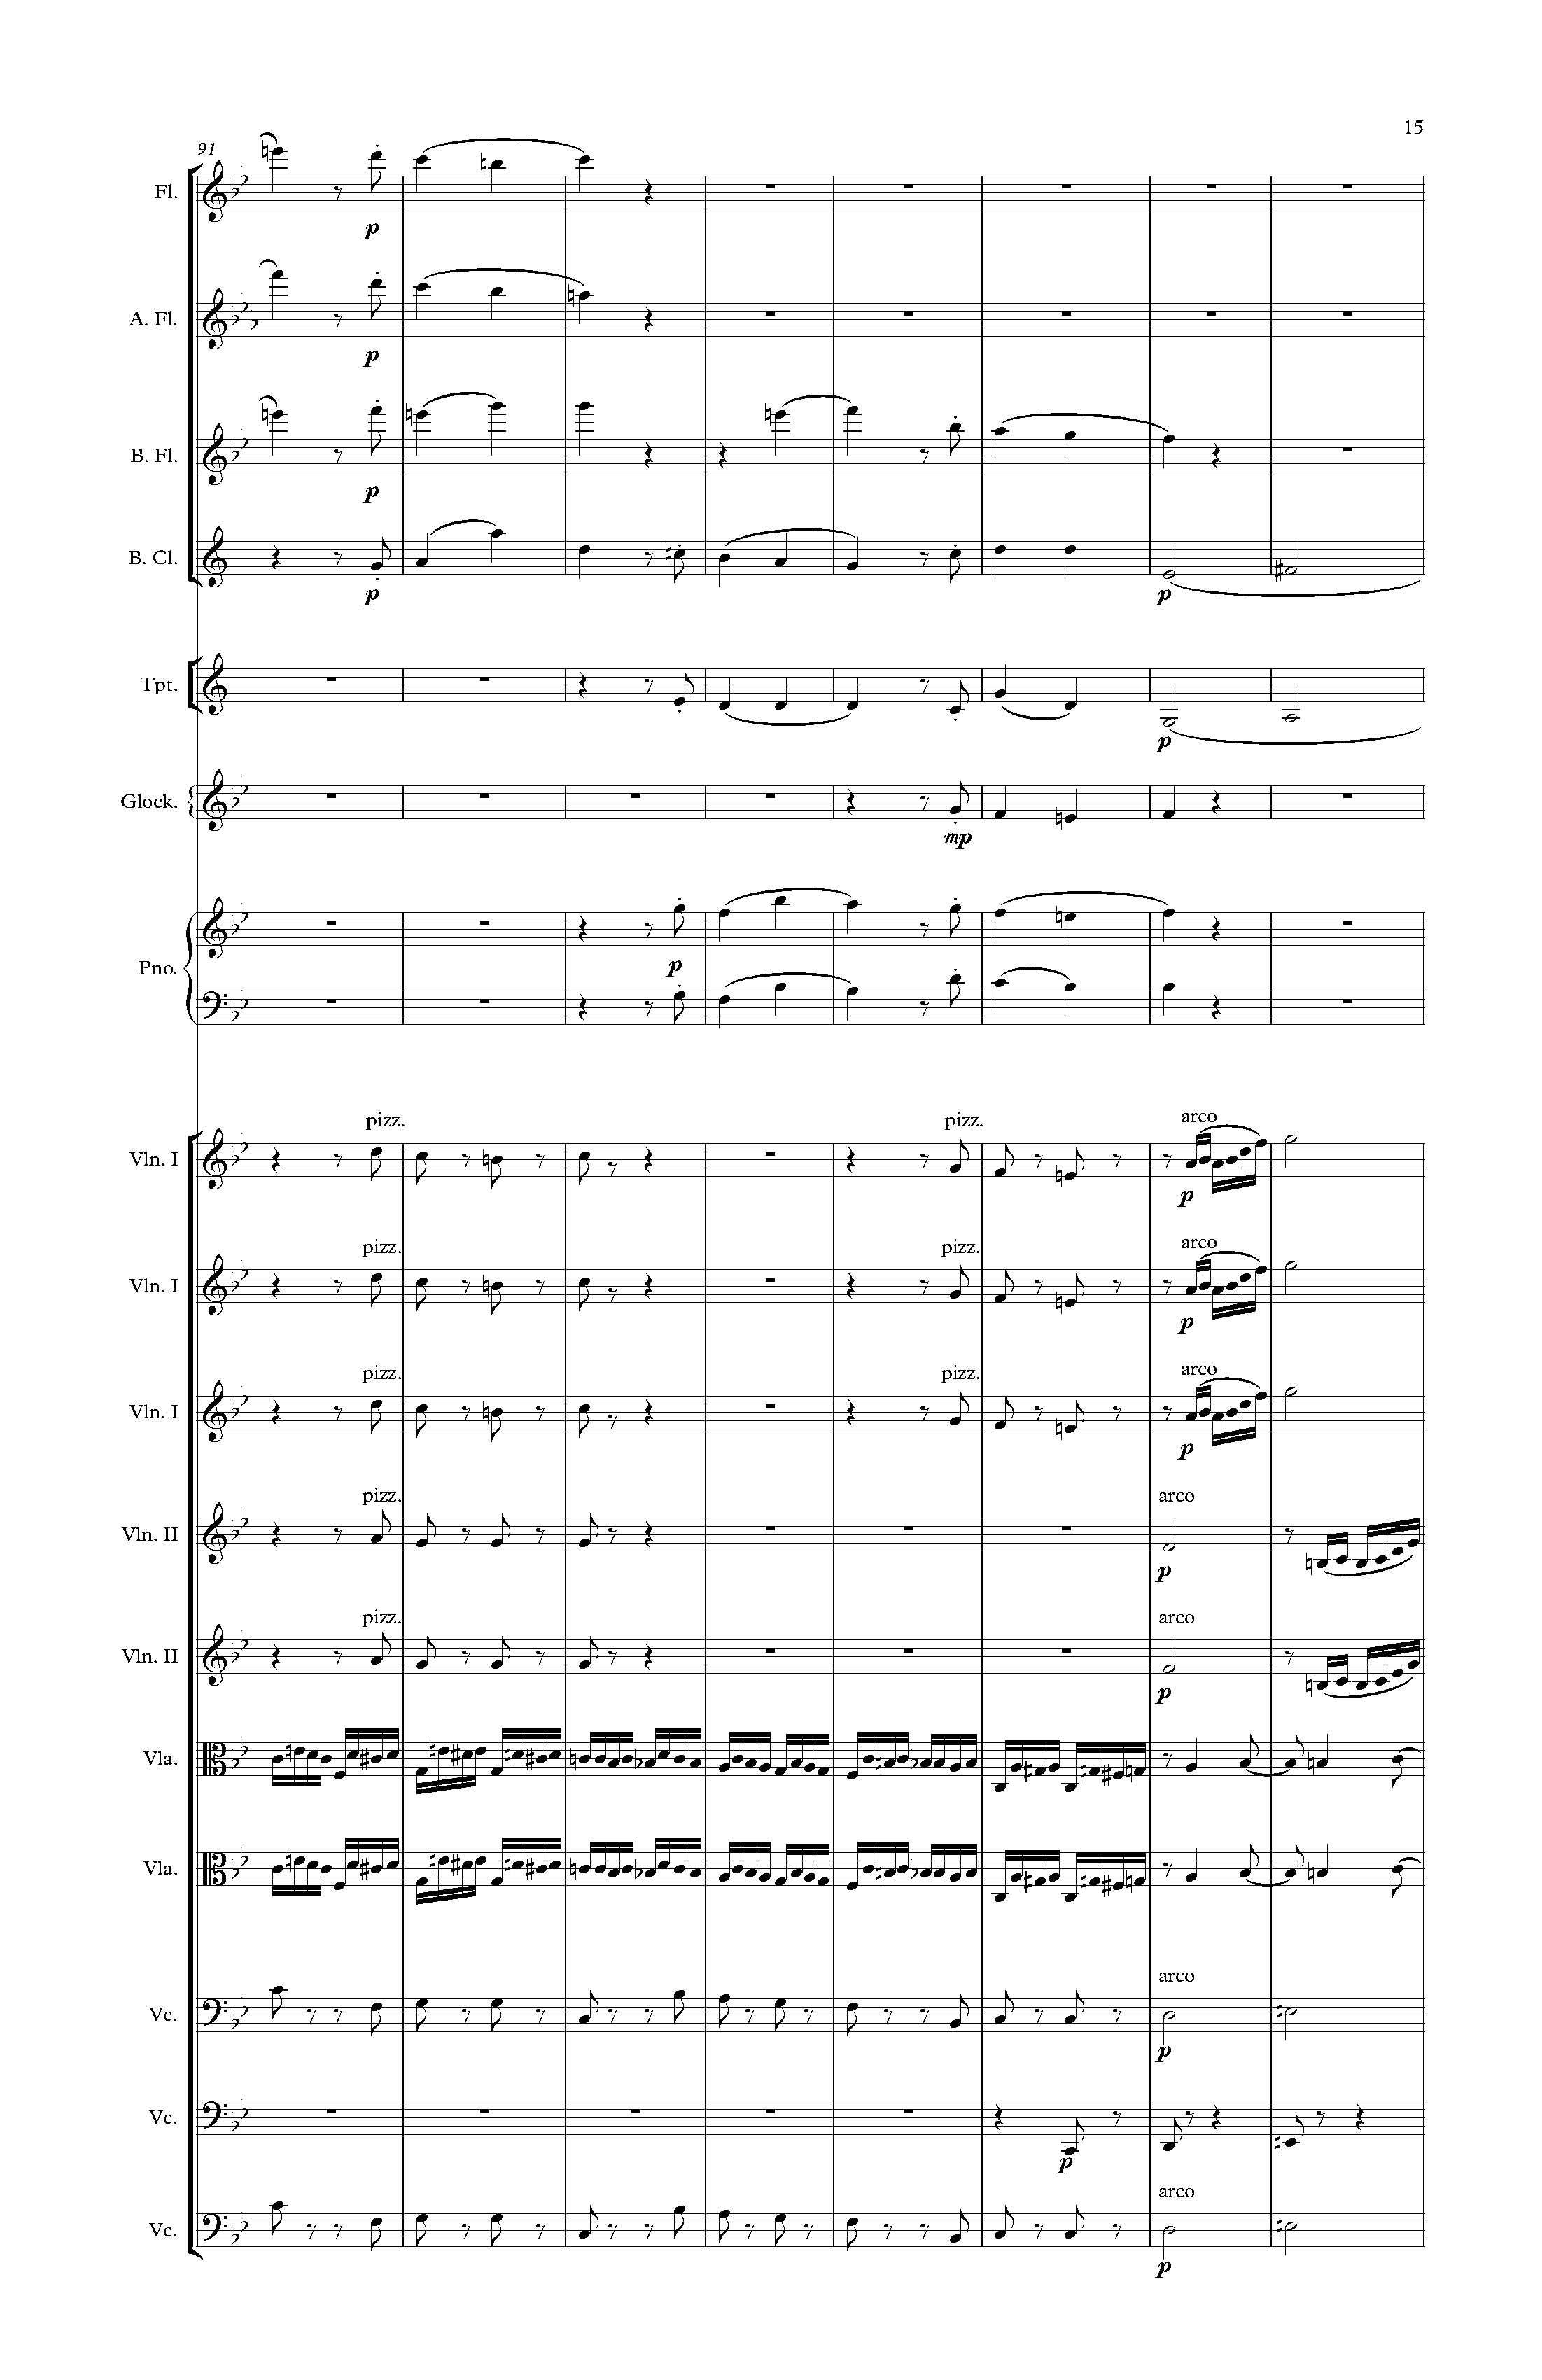 15
91
Fl.
p
A. Fl.
p
B. Fl.
p
B. Cl.
p p
Tpt.
p
Glock.
mp
Pno.
p
pizz. pizz. arco
Vln. I
p
pizz. pizz. arco
Vln. I
p
pizz. pizz. arco
Vln. I
p
pizz. arco
Vln. II
p
pizz. arco
Vln. II
p
Vla.
Vla.
arco
Vc.
p
Vc.
p
arco
Vc.
p